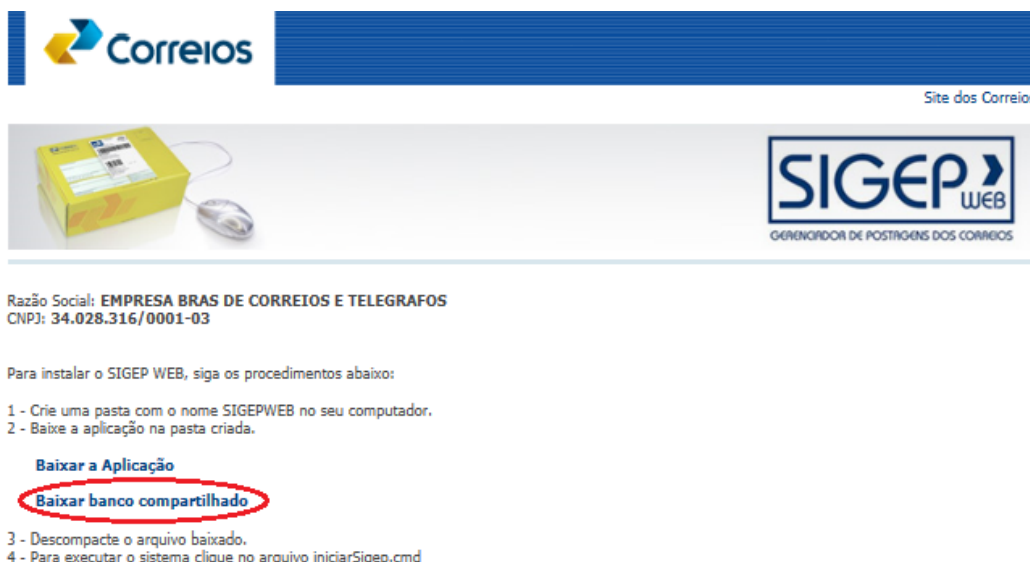 Correios
Site dos Correios
SIGEP WEB
GERENCIADOR DE POSTAGENS DOS CORREIOS
Razão Social: EMPRESA BRAS DE CORREIOS E TELEGRAFOS
CNPJ: 34.028.316/0001-03
Para instalar o SIGEP WEB, siga os procedimentos abaixo:
1 - Crie uma pasta com o nome SIGEPWEB no seu computador.
2 - Baixe a aplicação na pasta criada.
Baixar a Aplicação
Baixar banco compartilhado
3 - Descompacte o arquivo baixado.
4 - Para executar o sistema clique no arquivo iniciarSigep.cmd